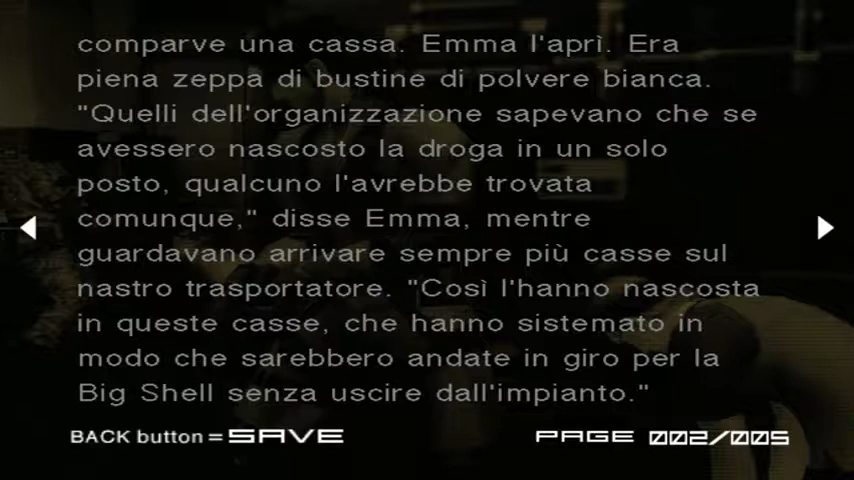 comparve una cassa. Emma l'aprì. Era
piena zeppa di bustine di polvere bianca.
"Quelli dell'organizzazione sapevano che se
avessero nascosto la droga in un solo
posto, qualcuno l'avrebbe trovata
comunque," disse Emma, mentre
guardavano arrivare sempre più casse sul
nastro trasportatore. "Così l'hanno nascosta
in queste casse, che hanno sistemato in
modo che sarebbero andate in giro per la
Big Shell senza uscire dall'impianto."
BACK button = SAVE PAGE 002/005